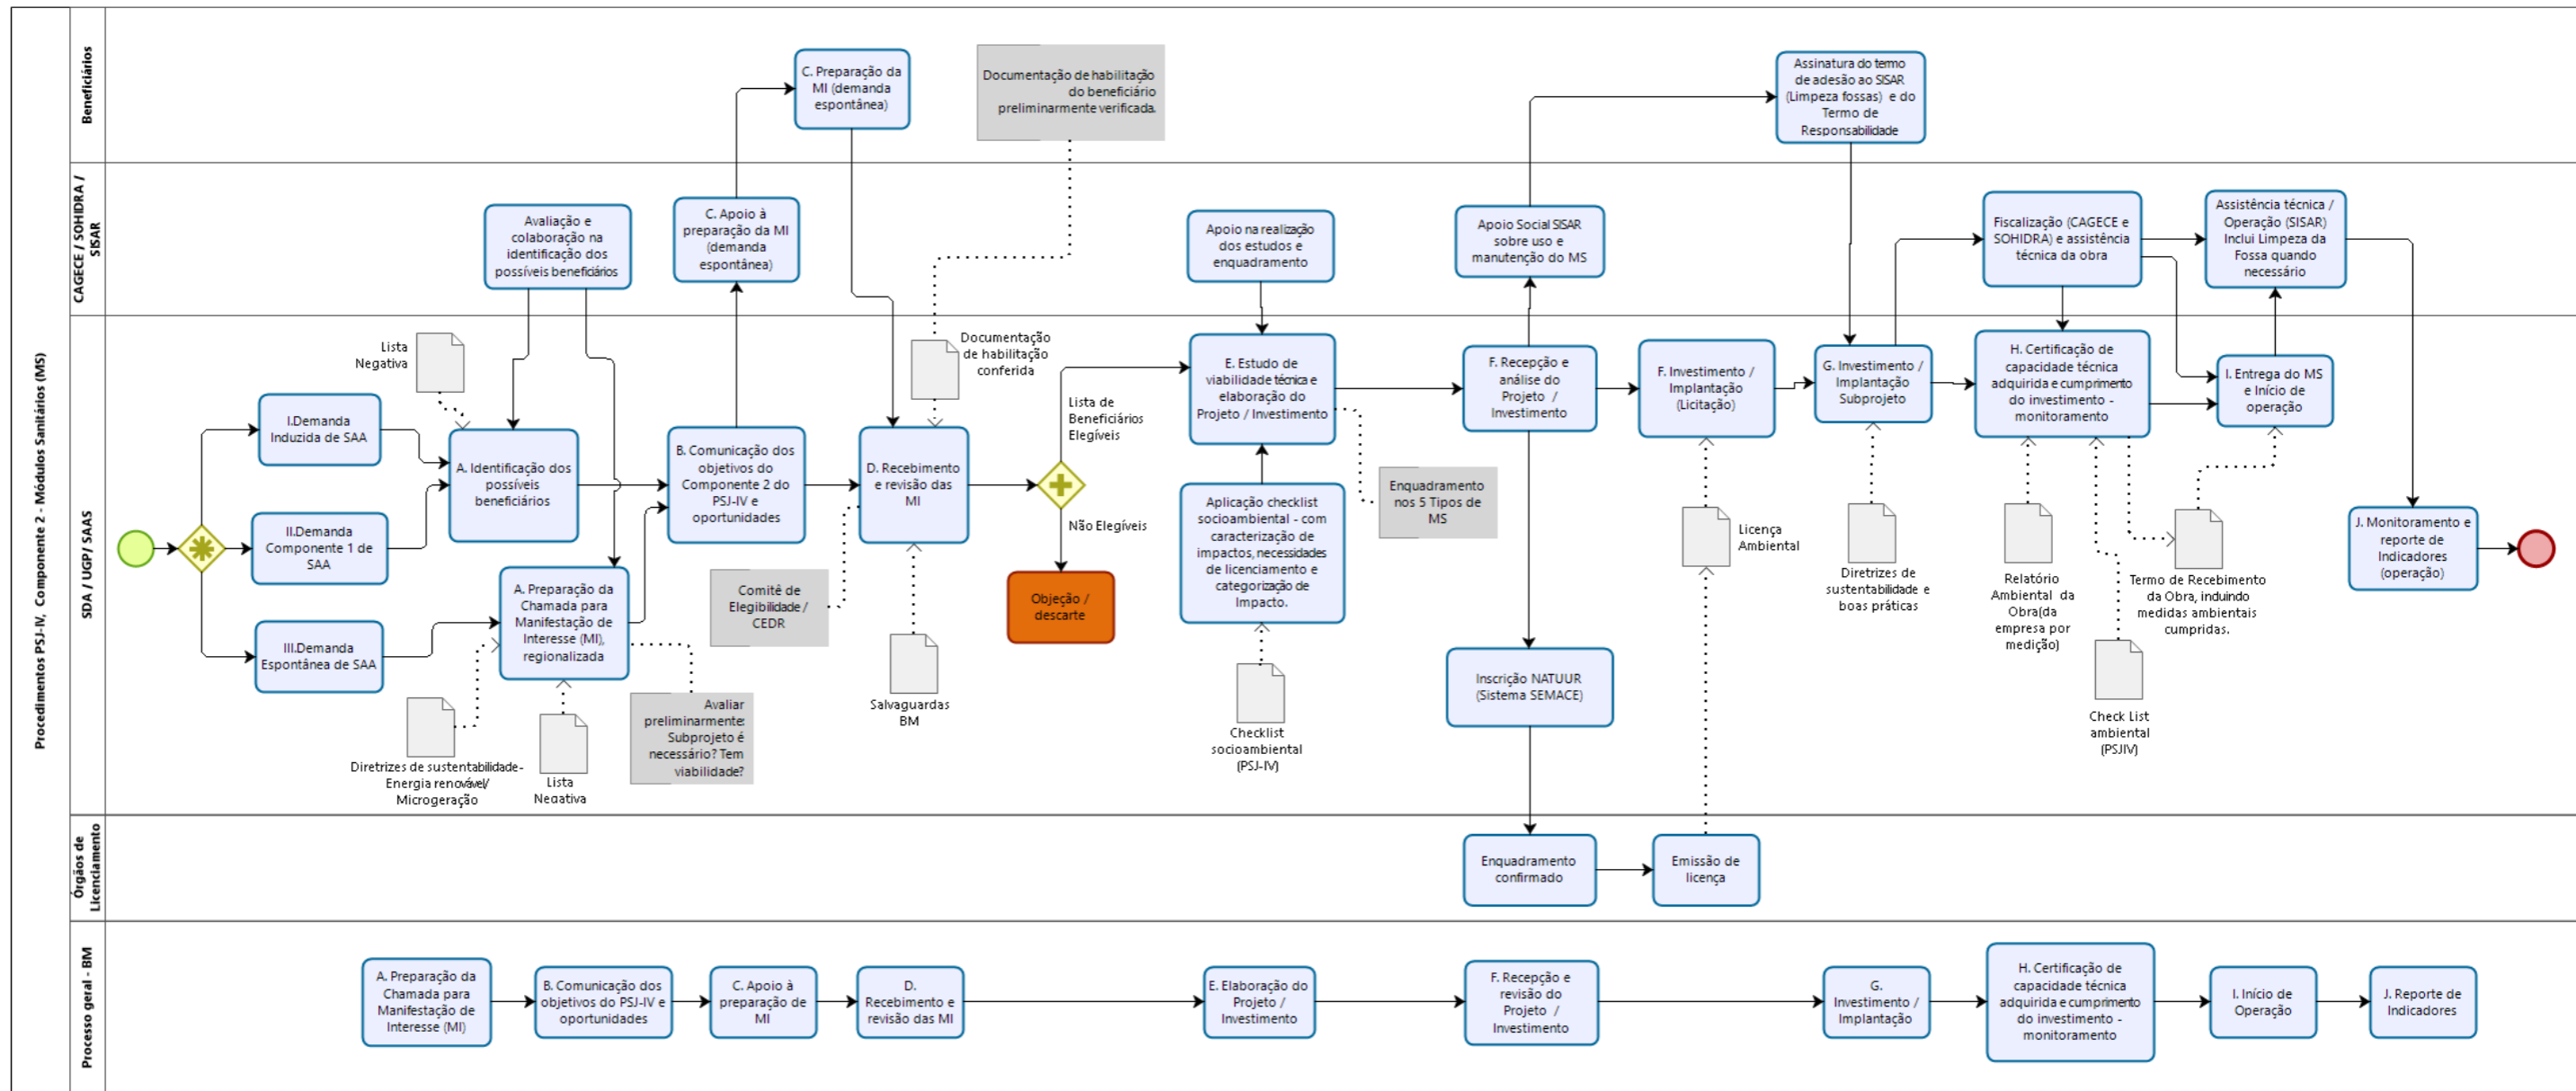 Procedimentos PSJ-IV, Componente 2 - Módulos Sanitários (MS)
Beneficiários
C. Preparação da
MI (demanda
espontânea)
Documentação de habilitação
do beneficiário
preliminarmente verificada.
Assinatura do termo
de adesão ao SISAR
(Limpeza fossas) e do
Termo de
Responsabilidade
CAGECE / SOHIDRA /
SISAR
Avaliação e
colaboração na
identificação dos
possíveis beneficiários
C. Apoio à
preparação da MI
(demanda
espontânea)
Apoio na realização
dos estudos e
enquadramento
Apoio Social SISAR
sobre uso e
manutenção do MS
Fiscalização (CAGECE e
SOHIDRA) e assistência
técnica da obra
Assistência técnica /
Operação (SISAR)
Inclui Limpeza da
Fossa quando
necessário
SDA / UGP/ SAAS
I.Demanda
Induzida de SAA
II.Demanda
Componente 1 de
SAA
III.Demanda
Espontânea de SAA
Lista
Negativa
A. Identificação dos
possíveis
beneficiários
A. Preparação da
Chamada para
Manifestação de
Interesse (MI),
regionalizada
Diretrizes de sustentabilidade-
Energia renovável/
Microgeração
Lista
Negativa
Avaliar
preliminarmente:
Subprojeto é
necessário? Tem
viabilidade?
B. Comunicação dos
objetivos do
Componente 2 do
PSJ-IV e
oportunidades
Comitê de
Elegibilidade /
CEDR
D. Recebimento
e revisão das
MI
Documentação
de habilitação
conferida
Salvaguardas
BM
Lista de
Beneficiários
Elegíveis
Não Elegíveis
Objeção /
descarte
E. Estudo de
viabilidade técnica e
elaboração do
Projeto / Investimento
Aplicação checklist
socioambiental - com
caracterização de
impactos, necessidades
de licenciamento e
categorização de
Impacto.
Checklist
socioambiental
(PSJ-IV)
Enquadramento
nos 5 Tipos de
MS
F. Recepção e
análise do
Projeto /
Investimento
Inscrição NATUUR
(Sistema SEMACE)
F. Investimento /
Implantação
(Licitação)
Licença
Ambiental
G. Investimento /
Implantação
Subprojeto
Diretrizes de
sustentabilidade e
boas práticas
H. Certificação de
capacidade técnica
adquirida e cumprimento
do investimento -
monitoramento
Relatório
Ambiental da
Obra(da
empresa por
medição)
Check List
ambiental
(PSJIV)
Termo de Recebimento
da Obra, induindo
medidas ambientais
cumpridas.
I. Entrega do MS
e Início de
operação
J. Monitoramento e
reporte de
Indicadores
(operação)
Órgãos de
Licenciamento
Enquadramento
confirmado
Emissão de
licença
Processo geral - BM
A. Preparação da
Chamada para
Manifestação de
Interesse (MI)
B. Comunicação dos
objetivos do PSJ-IV e
oportunidades
C. Apoio à
preparação de
MI
D.
Recebimento e
revisão das MI
E. Elaboração do
Projeto /
Investimento
F. Recepção e
revisão do
Projeto /
Investimento
G.
Investimento /
Implantação
H. Certificação de
capacidade técnica
adquirida e cumprimento
do investimento -
monitoramento
I. Início de
Operação
J. Reporte de
Indicadores